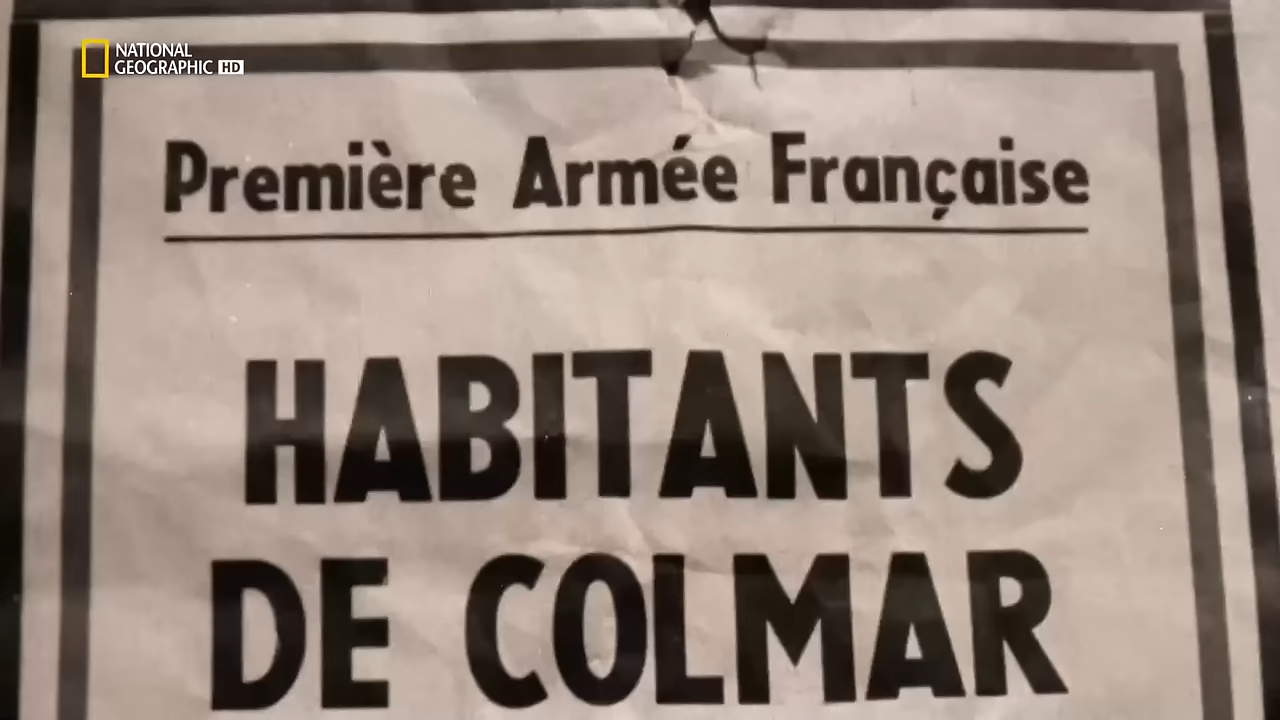 NATIONAL
GEOGRAPHIC HD
Première Armée Française
HABITANTS
DE COLMAR